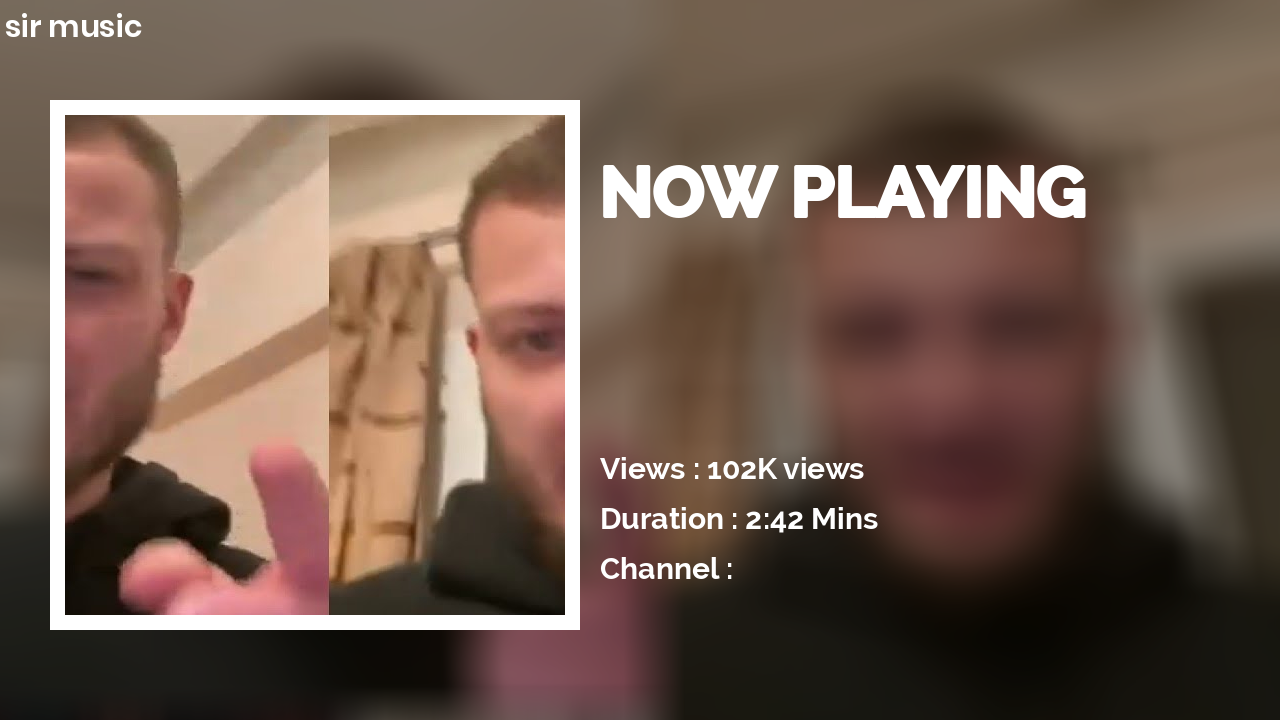 sir music
NOW PLAYING
Views : 102K views
Duration : 2:42 Mins
Channel :